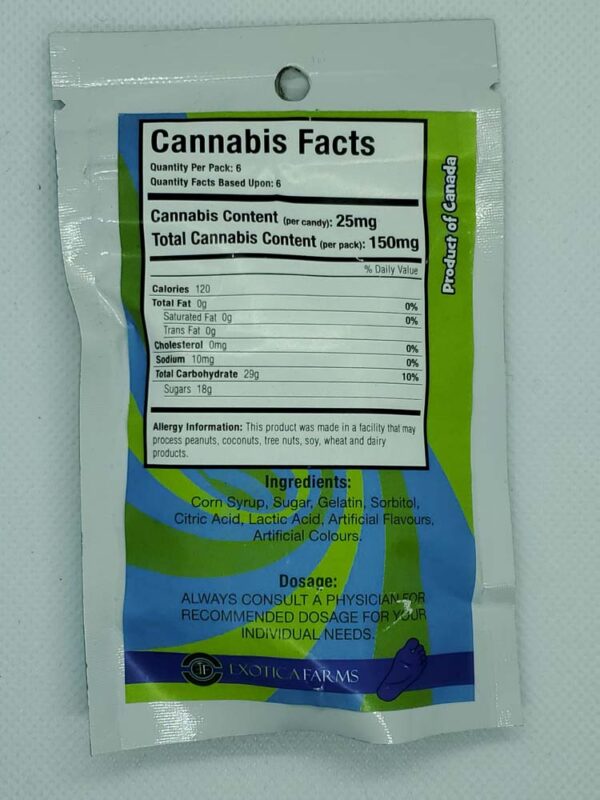 Cannabis Facts
Quantity Per Pack: 6
Quantity Facts Based Upon: 6
Cannabis Content (per candy): 25mg
Total Cannabis Content (per pack): 150mg
% Daily Value
Calories 120
Total Fat 0g 0%
Saturated Fat 0g 0%
Trans Fat 0g
Cholesterol 0mg 0%
Sodium 10mg 0%
Total Carbohydrate 29g 10%
Sugars 18g
Allergy Information: This product was made in a facility that may
process peanuts, coconuts, tree nuts, soy, wheat and dairy
products.
Product of Canada
Ingredients:
Corn Syrup, Sugar, Gelatin, Sorbitol,
Citric Acid, Lactic Acid, Artificial Flavours,
Artificial Colours.
Dosage:
ALWAYS CONSULT A PHYSICIAN FOR
RECOMMENDED DOSAGE FOR YOUR
INDIVIDUAL NEEDS.
EXOTICA FARMS